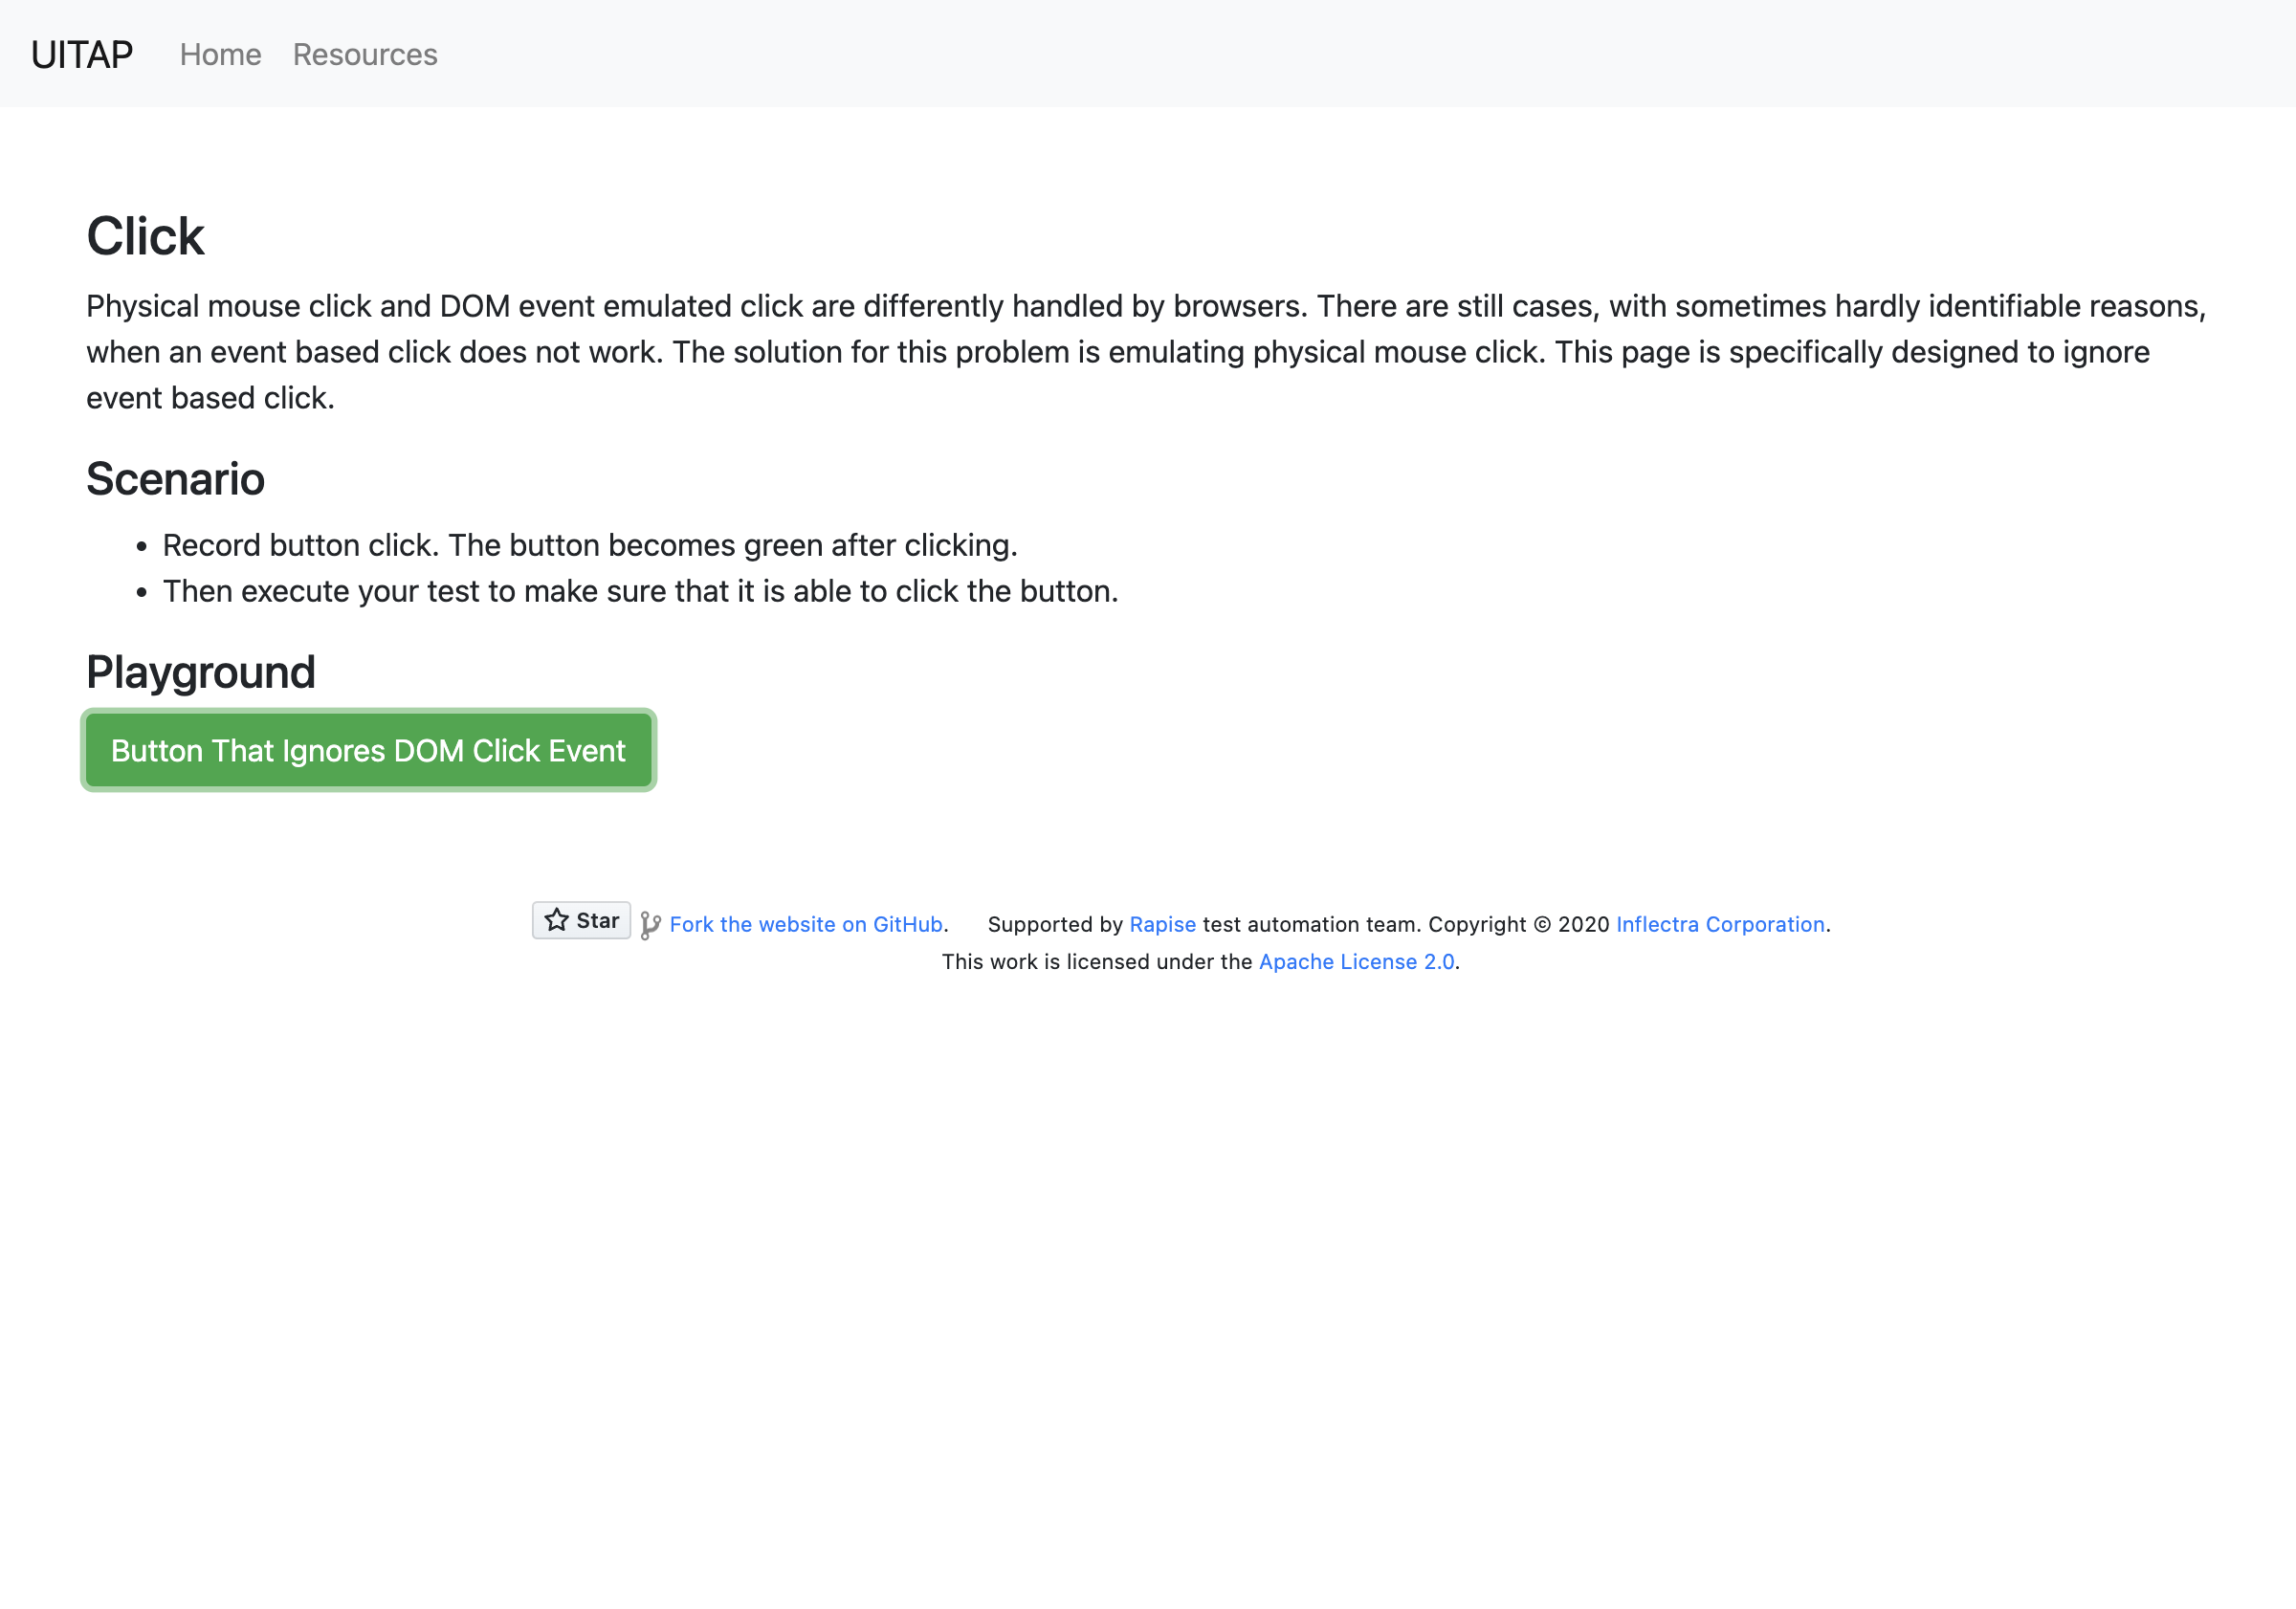 UITAP Home Resources
Click
Physical mouse click and DOM event emulated click are differently handled by browsers. There are still cases, with sometimes hardly identifiable reasons,
when an event based click does not work. The solution for this problem is emulating physical mouse click. This page is specifically designed to ignore
event based click.
Scenario
• Record button click. The button becomes green after clicking.
• Then execute your test to make sure that it is able to click the button.
Playground
Button That Ignores DOM Click Event
Star Fork the website on GitHub. Supported by Rapise test automation team. Copyright © 2020 Inflectra Corporation.
This work is licensed under the Apache License 2.0.